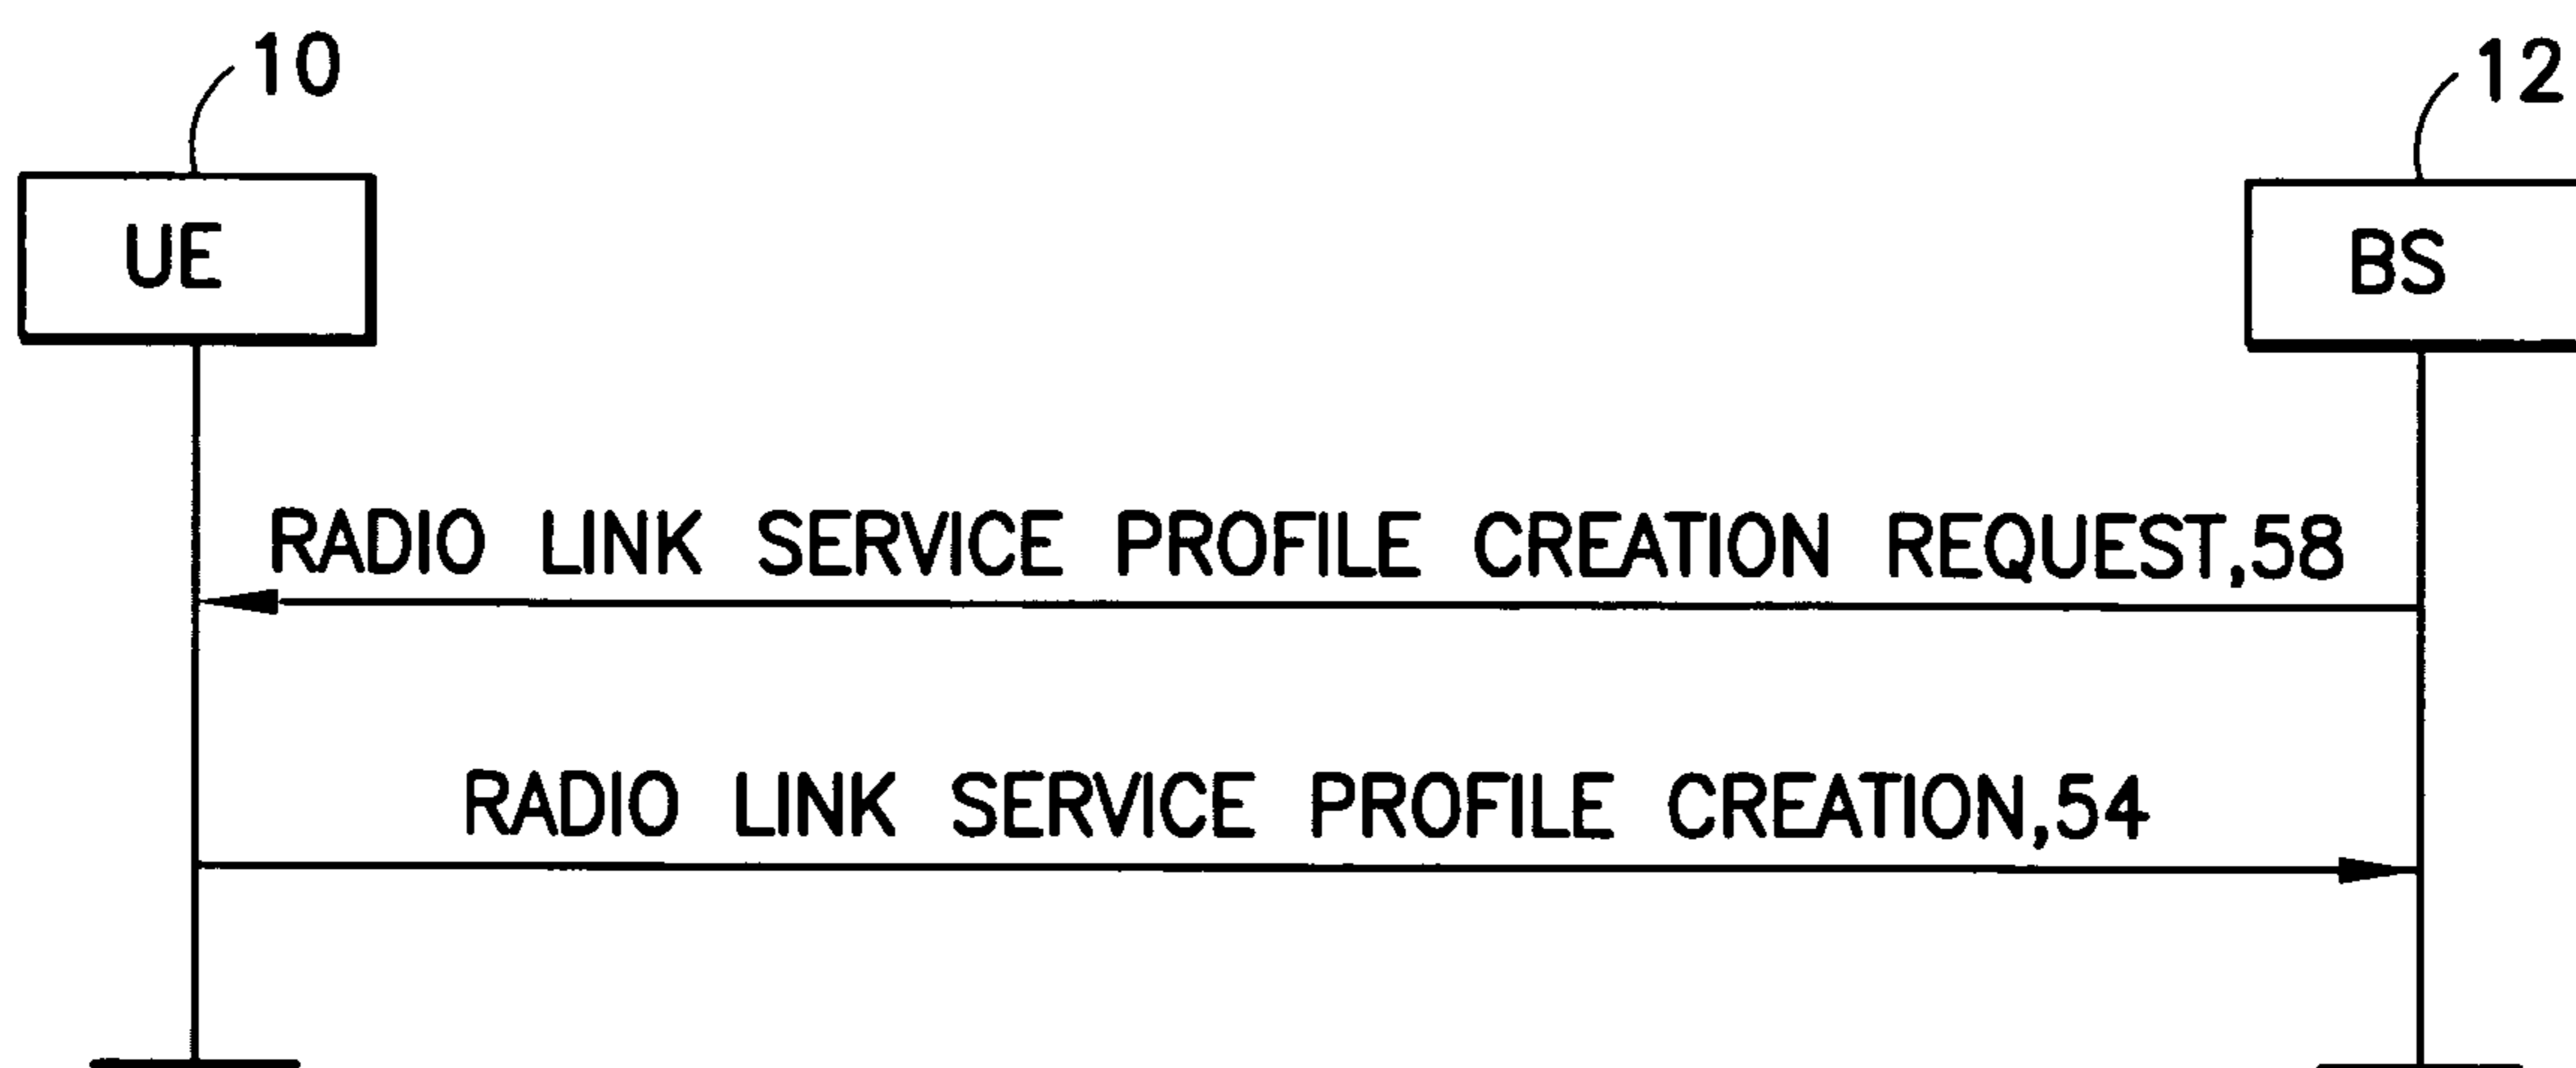 10
12
UE
BS
RADIO LINK SERVICE PROFILE CREATION REQUEST,58
RADIO LINK SERVICE PROFILE CREATION,54